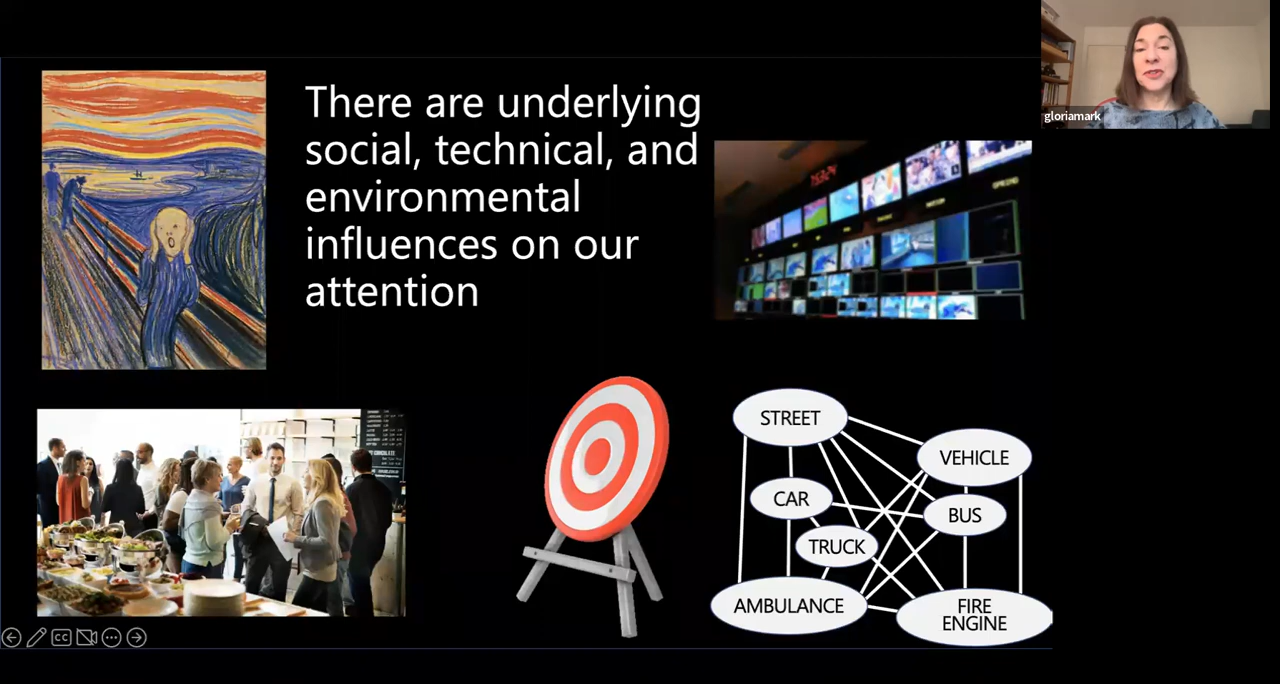 There are underlying
social, technical, and
environmental
influences on our
attention
gloriamark
STREET
VEHICLE
CAR
BUS
TRUCK
AMBULANCE
FIRE
ENGINE
CC